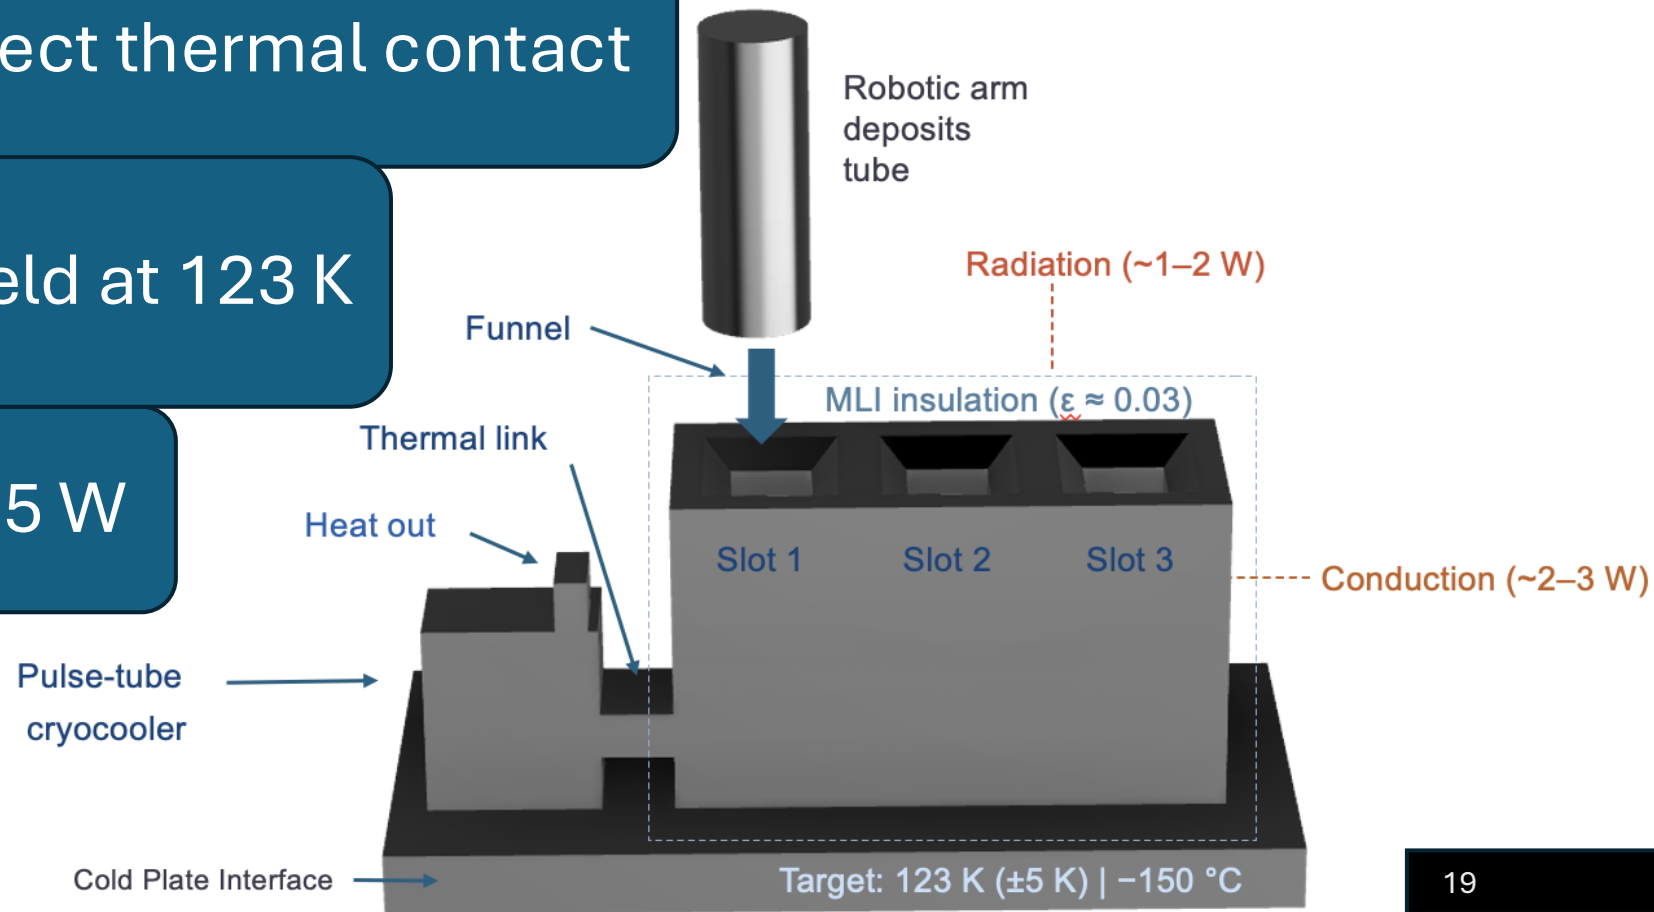 ect thermal contact
eld at 123 K
5 W
Robotic arm
deposits
tube
Radiation (~1–2 W)
Funnel
MLI insulation (ε ≈ 0.03)
Thermal link
Heat out
Slot 1
Slot 2
Slot 3
Conduction (~2–3 W)
Pulse-tube
cryocooler
Cold Plate Interface
Target: 123 K (±5 K) | −150 °C
19